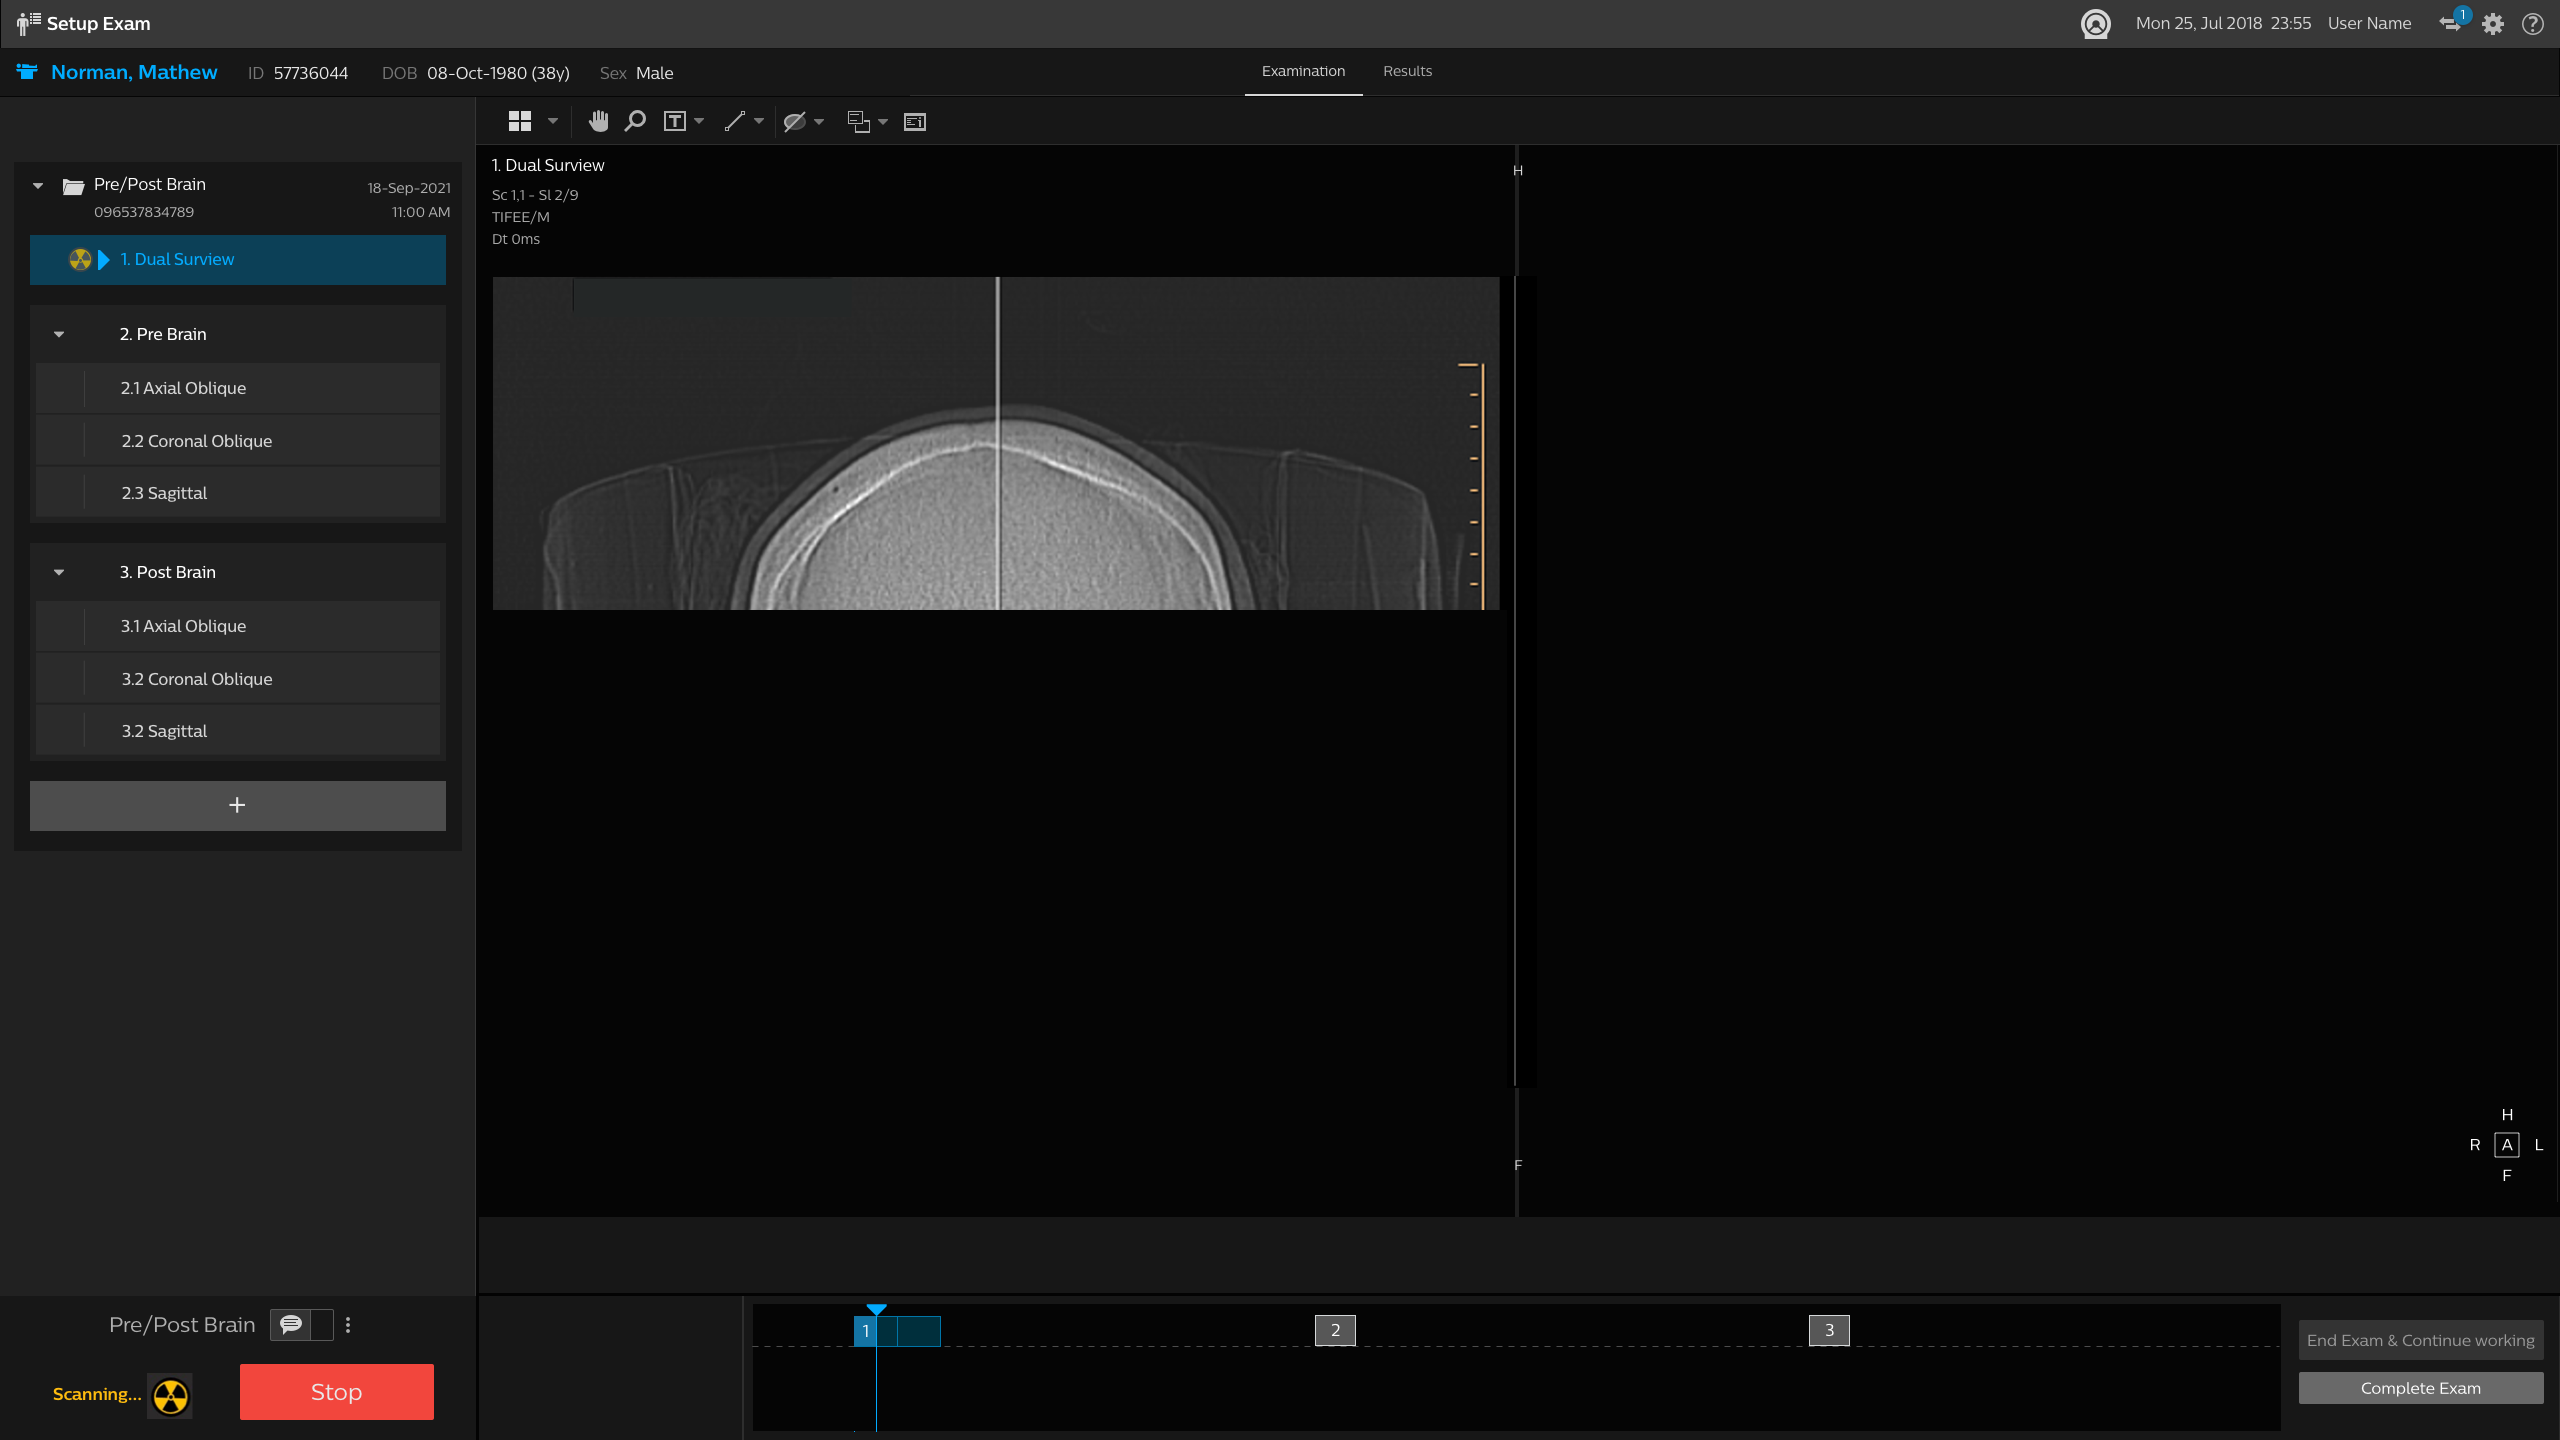 Setup Exam
Mon 25, Jul 2018 23:55 User Name 1 ?
Norman, Mathew ID 57736044 DOB 08-Oct-1980 (38y) Sex Male
Examination Results
T
Pre/Post Brain 18-Sep-2021
096537834789 11:00 AM
1. Dual Surview
2. Pre Brain
2.1 Axial Oblique
2.2 Coronal Oblique
2.3 Sagittal
3. Post Brain
3.1 Axial Oblique
3.2 Coronal Oblique
3.2 Sagittal
+
1. Dual Surview
Sc 1,1 - Sl 2/9
TIFEE/M
Dt 0ms
H
F
H
R A L
F
Pre/Post Brain
Scanning...
Stop
1 2 3
End Exam & Continue working
Complete Exam